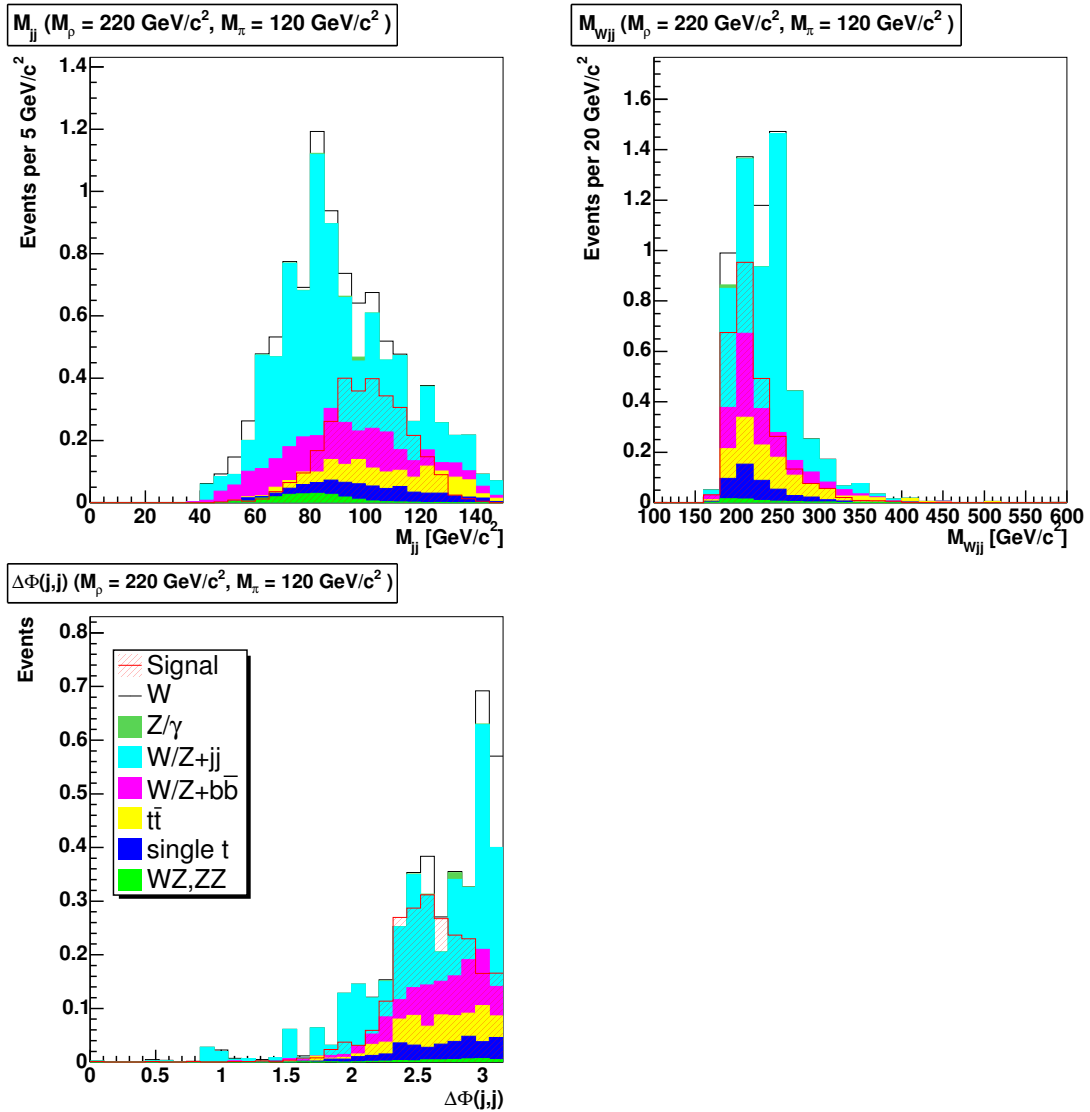 M_jj (M_ρ = 220 GeV/c², M_π = 120 GeV/c² )
Events per 5 GeV/c²
1.4
1.2
1
0.8
0.6
0.4
0.2
0
0 20 40 60 80 100 120 140
M_jj [GeV/c²]
M_Wjj (M_ρ = 220 GeV/c², M_π = 120 GeV/c² )
Events per 20 GeV/c²
1.6
1.4
1.2
1
0.8
0.6
0.4
0.2
0
100 150 200 250 300 350 400 450 500 550 600
M_Wjj [GeV/c²]
ΔΦ(j,j) (M_ρ = 220 GeV/c², M_π = 120 GeV/c² )
Events
0.8
0.7
0.6
0.5
0.4
0.3
0.2
0.1
0
Signal
W
Z/γ
W/Z+jj
W/Z+bb̄
tt̄
single t
WZ,ZZ
0 0.5 1 1.5 2 2.5 3
ΔΦ(j,j)